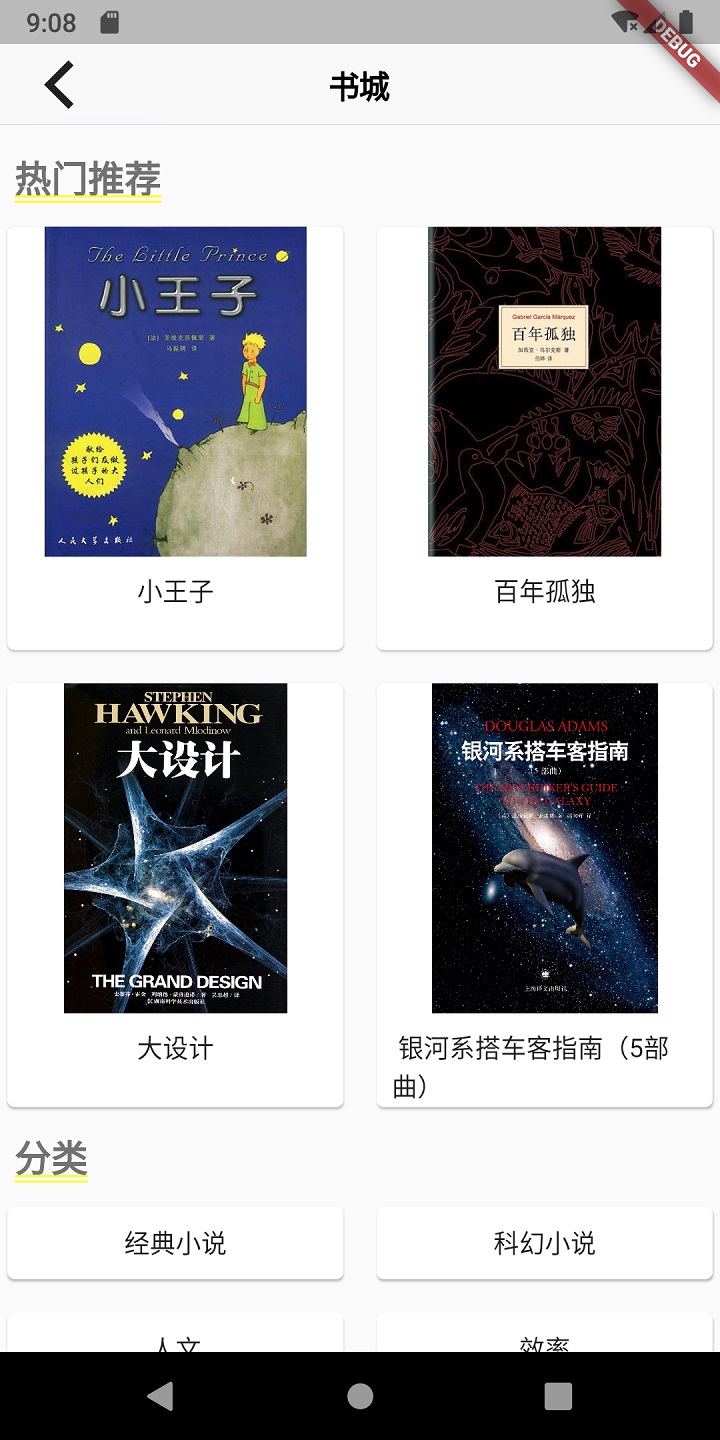 9:08
DEBUG
书城
热门推荐
The Little Prince
小王子
[法] 圣埃克苏佩里 著
马振骋 译
献给
孩子们及做
过孩子的大
人们
人民文学出版社
小王子
Gabriel García Márquez
百年孤独
加西亚·马尔克斯 著
范晔 译
百年孤独
STEPHEN
HAWKING
and Leonard Mlodinow
大设计
THE GRAND DESIGN
大设计
DOUGLAS ADAMS
银河系搭车客指南
(5 部曲)
THE HITCHHIKER'S GUIDE
TO THE GALAXY
上海译文出版社
银河系搭车客指南（5部
曲）
分类
经典小说
科幻小说
人文
效率